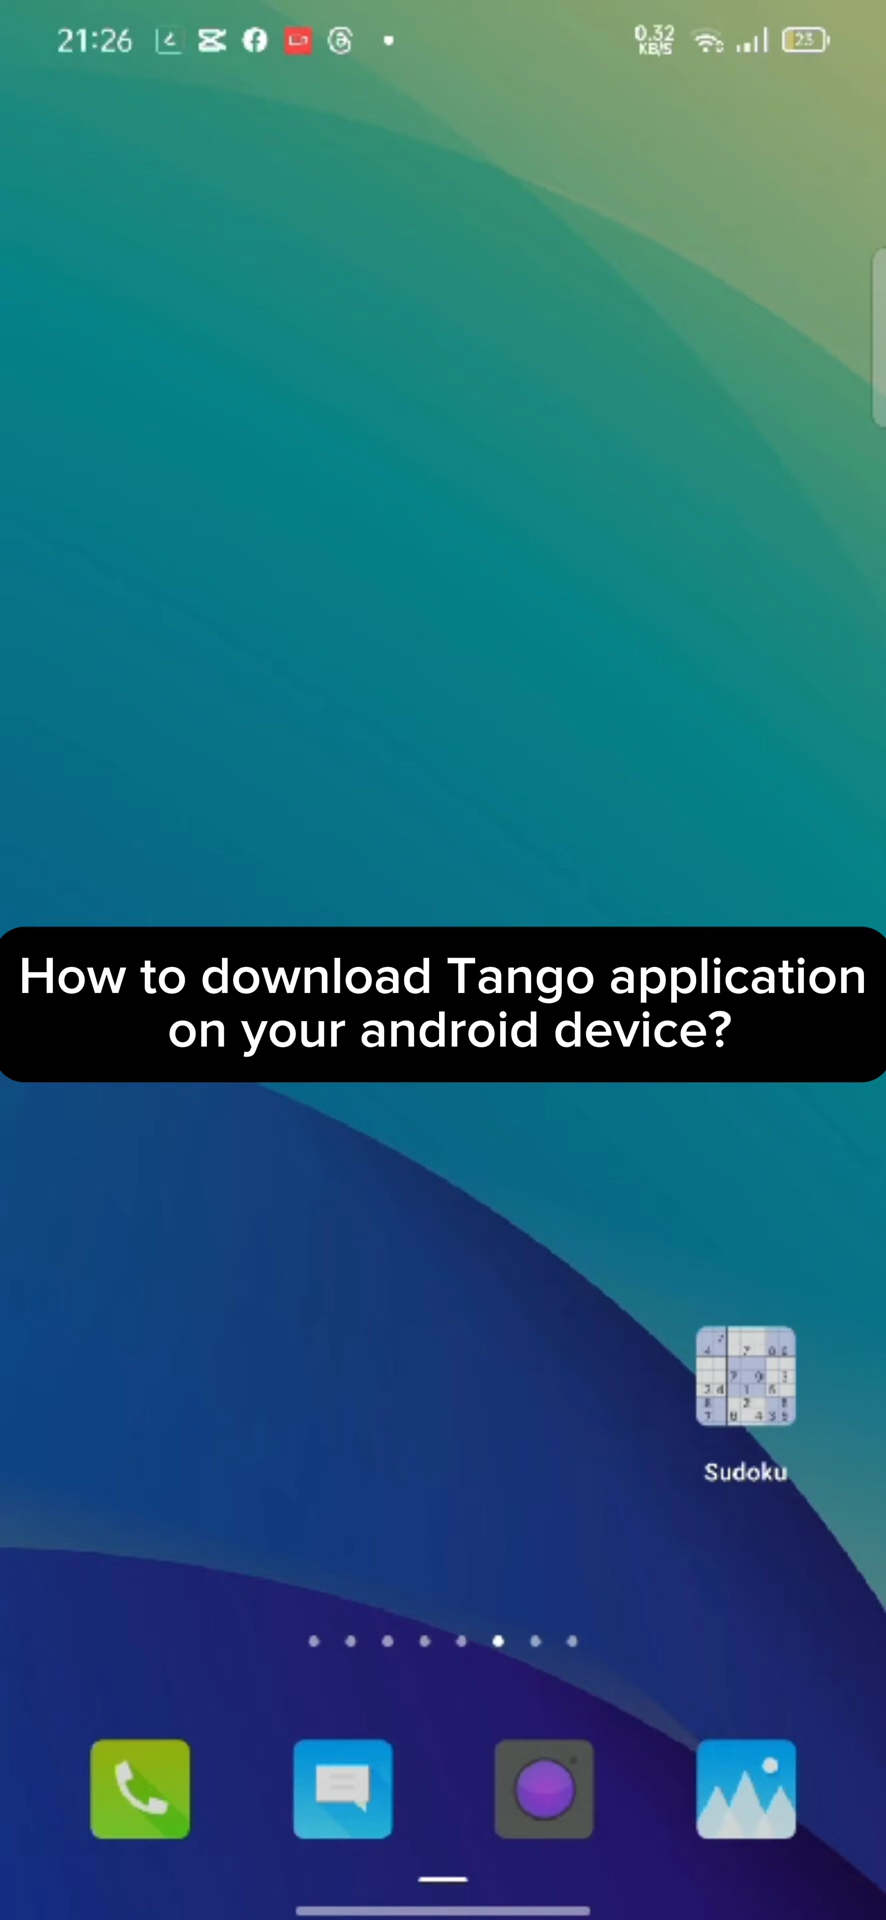 21:26
0.32
KB/S
23
How to download Tango application
on your android device?
Sudoku